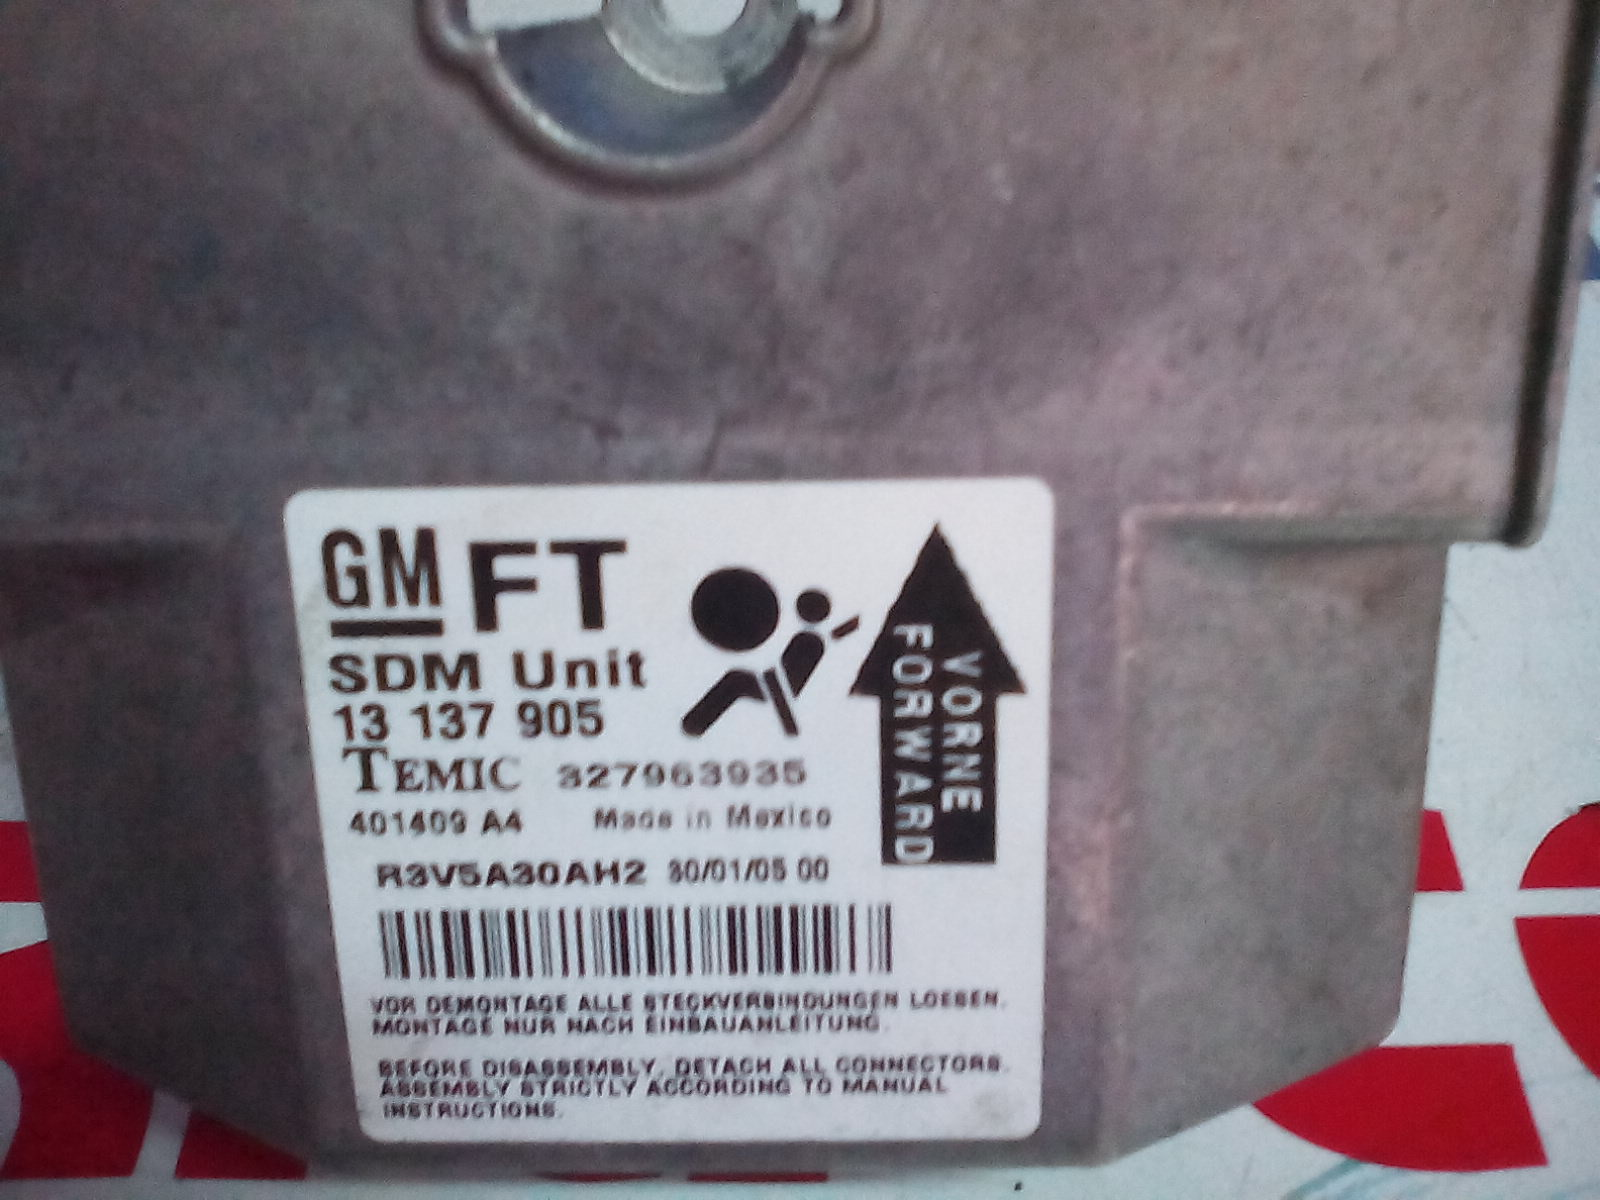 GM FT
SDM Unit
13 137 905
TEMIC 327963935
401409 A4 Made in Mexico
R3V5A30AH2 30/01/05 00
VORNE
FORWARD
VOR DEMONTAGE ALLE STECKVERBINDUNGEN LOESEN.
MONTAGE NUR NACH EINBAUANLEITUNG.
BEFORE DISASSEMBLY, DETACH ALL CONNECTORS.
ASSEMBLY STRICTLY ACCORDING TO MANUAL
INSTRUCTIONS.